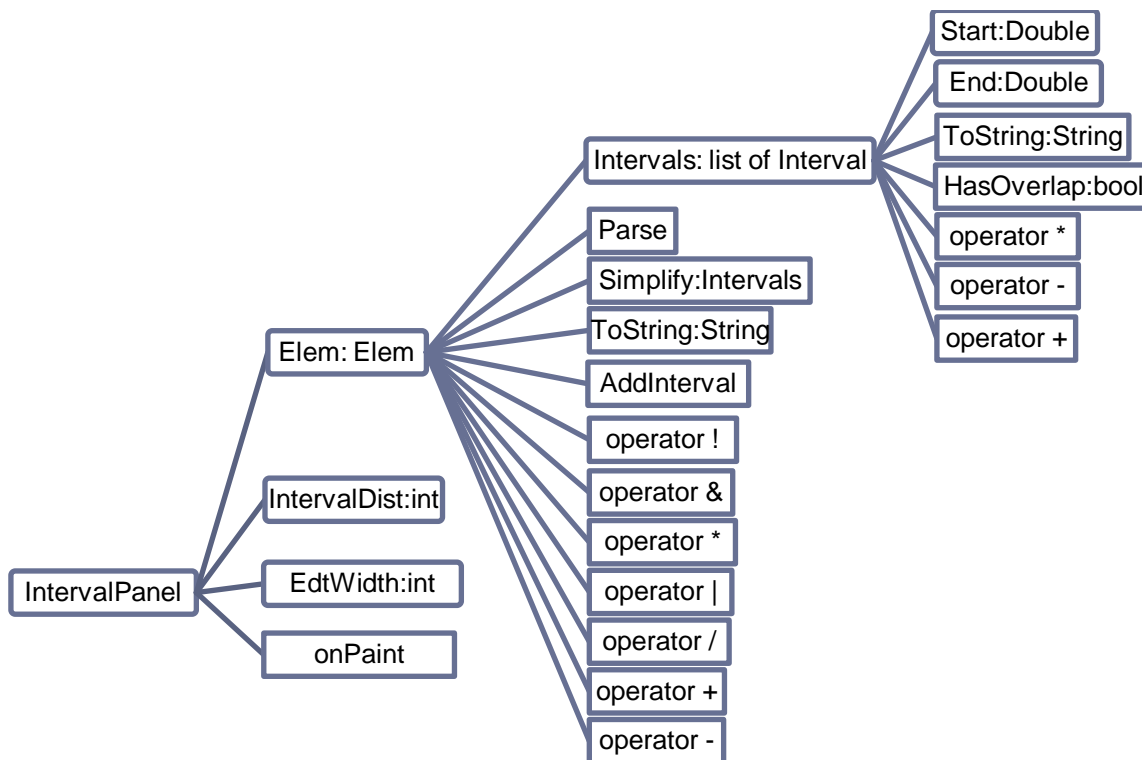 Start:Double
End:Double
ToString:String
HasOverlap:bool
operator *
operator -
operator +
Intervals: list of Interval
Parse
Simplify:Intervals
ToString:String
AddInterval
operator !
operator &
operator *
operator |
operator /
operator +
operator -
Elem: Elem
IntervalDist:int
EdtWidth:int
onPaint
IntervalPanel